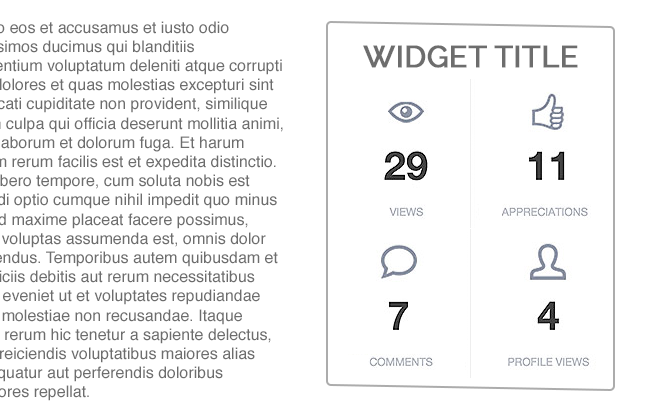 o eos et accusamus et iusto odio
simos ducimus qui blanditiis
entium voluptatum deleniti atque corrupti
dolores et quas molestias excepturi sint
cati cupiditate non provident, similique
culpa qui officia deserunt mollitia animi,
aborum et dolorum fuga. Et harum
rerum facilis est et expedita distinctio.
bero tempore, cum soluta nobis est
di optio cumque nihil impedit quo minus
d maxime placeat facere possimus,
voluptas assumenda est, omnis dolor
endus. Temporibus autem quibusdam et
iciis debitis aut rerum necessitatibus
eveniet ut et voluptates repudiandae
molestiae non recusandae. Itaque
rerum hic tenetur a sapiente delectus,
reiciendis voluptatibus maiores alias
quatur aut perferendis doloribus
ores repellat.
WIDGET TITLE
29
VIEWS
11
APPRECIATIONS
7
COMMENTS
4
PROFILE VIEWS